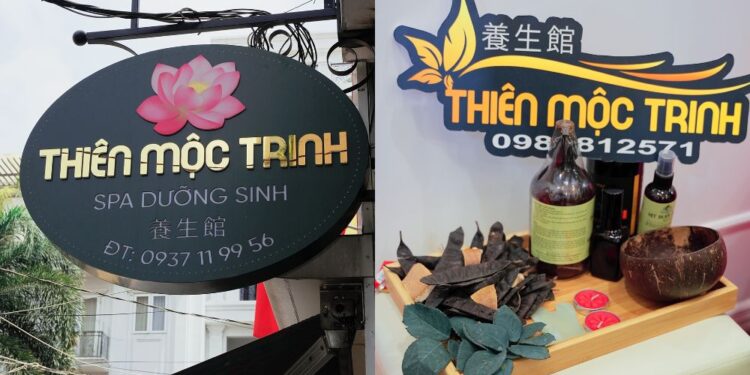 THIÊN MỘC TRINH
SPA DƯỠNG SINH
養生館
ĐT: 0937 11 99 56
養生館
THIÊN MỘC TRINH